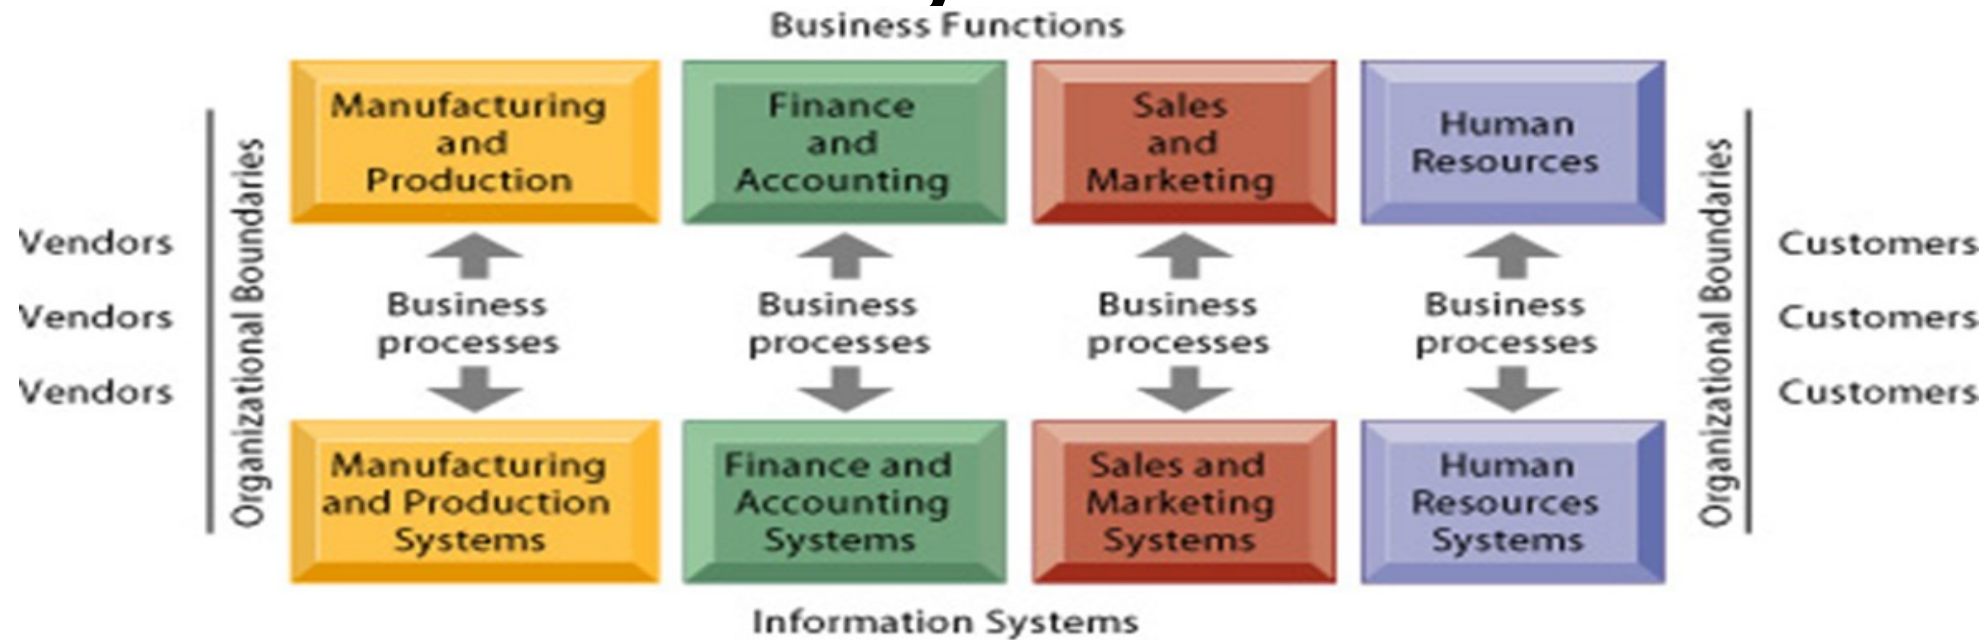 Business Functions
Manufacturing
and
Production
Finance
and
Accounting
Sales
and
Marketing
Human
Resources
Organizational Boundaries
Vendors
Vendors
Vendors
Business
processes
Business
processes
Business
processes
Business
processes
Organizational Boundaries
Customers
Customers
Customers
Manufacturing
and Production
Systems
Finance and
Accounting
Systems
Sales and
Marketing
Systems
Human
Resources
Systems
Information Systems